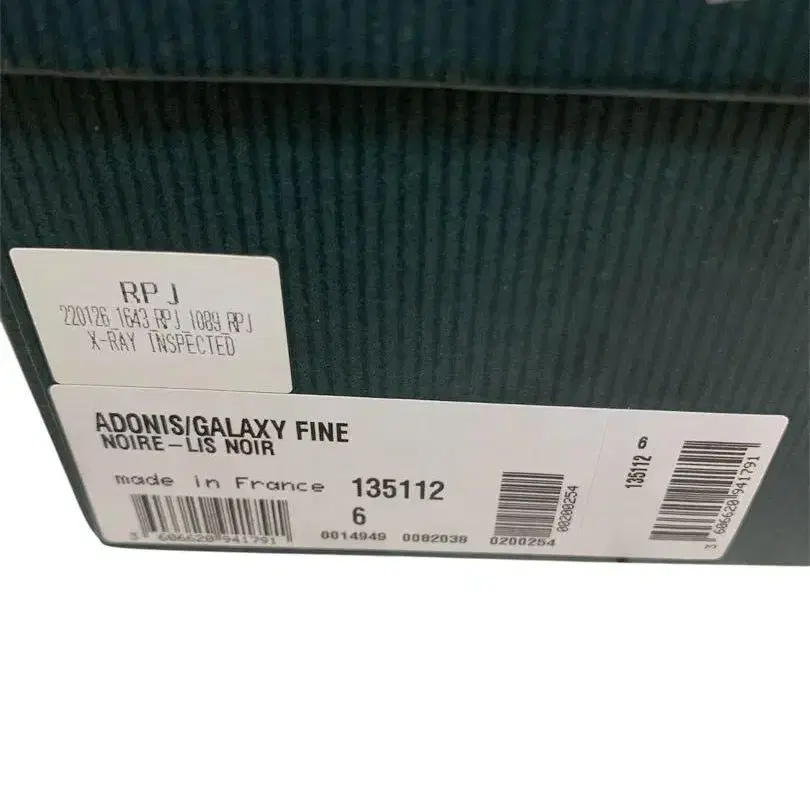 RPJ
220126_1643_RPJ_1089_RPJ
X-RAY INSPECTED
ADONIS/GALAXY FINE
NOIRE-LIS NOIR
made in France 135112
6
3 606620 941791
0014949 0082038 0200254
00200254
135112 6
3 606620 941791